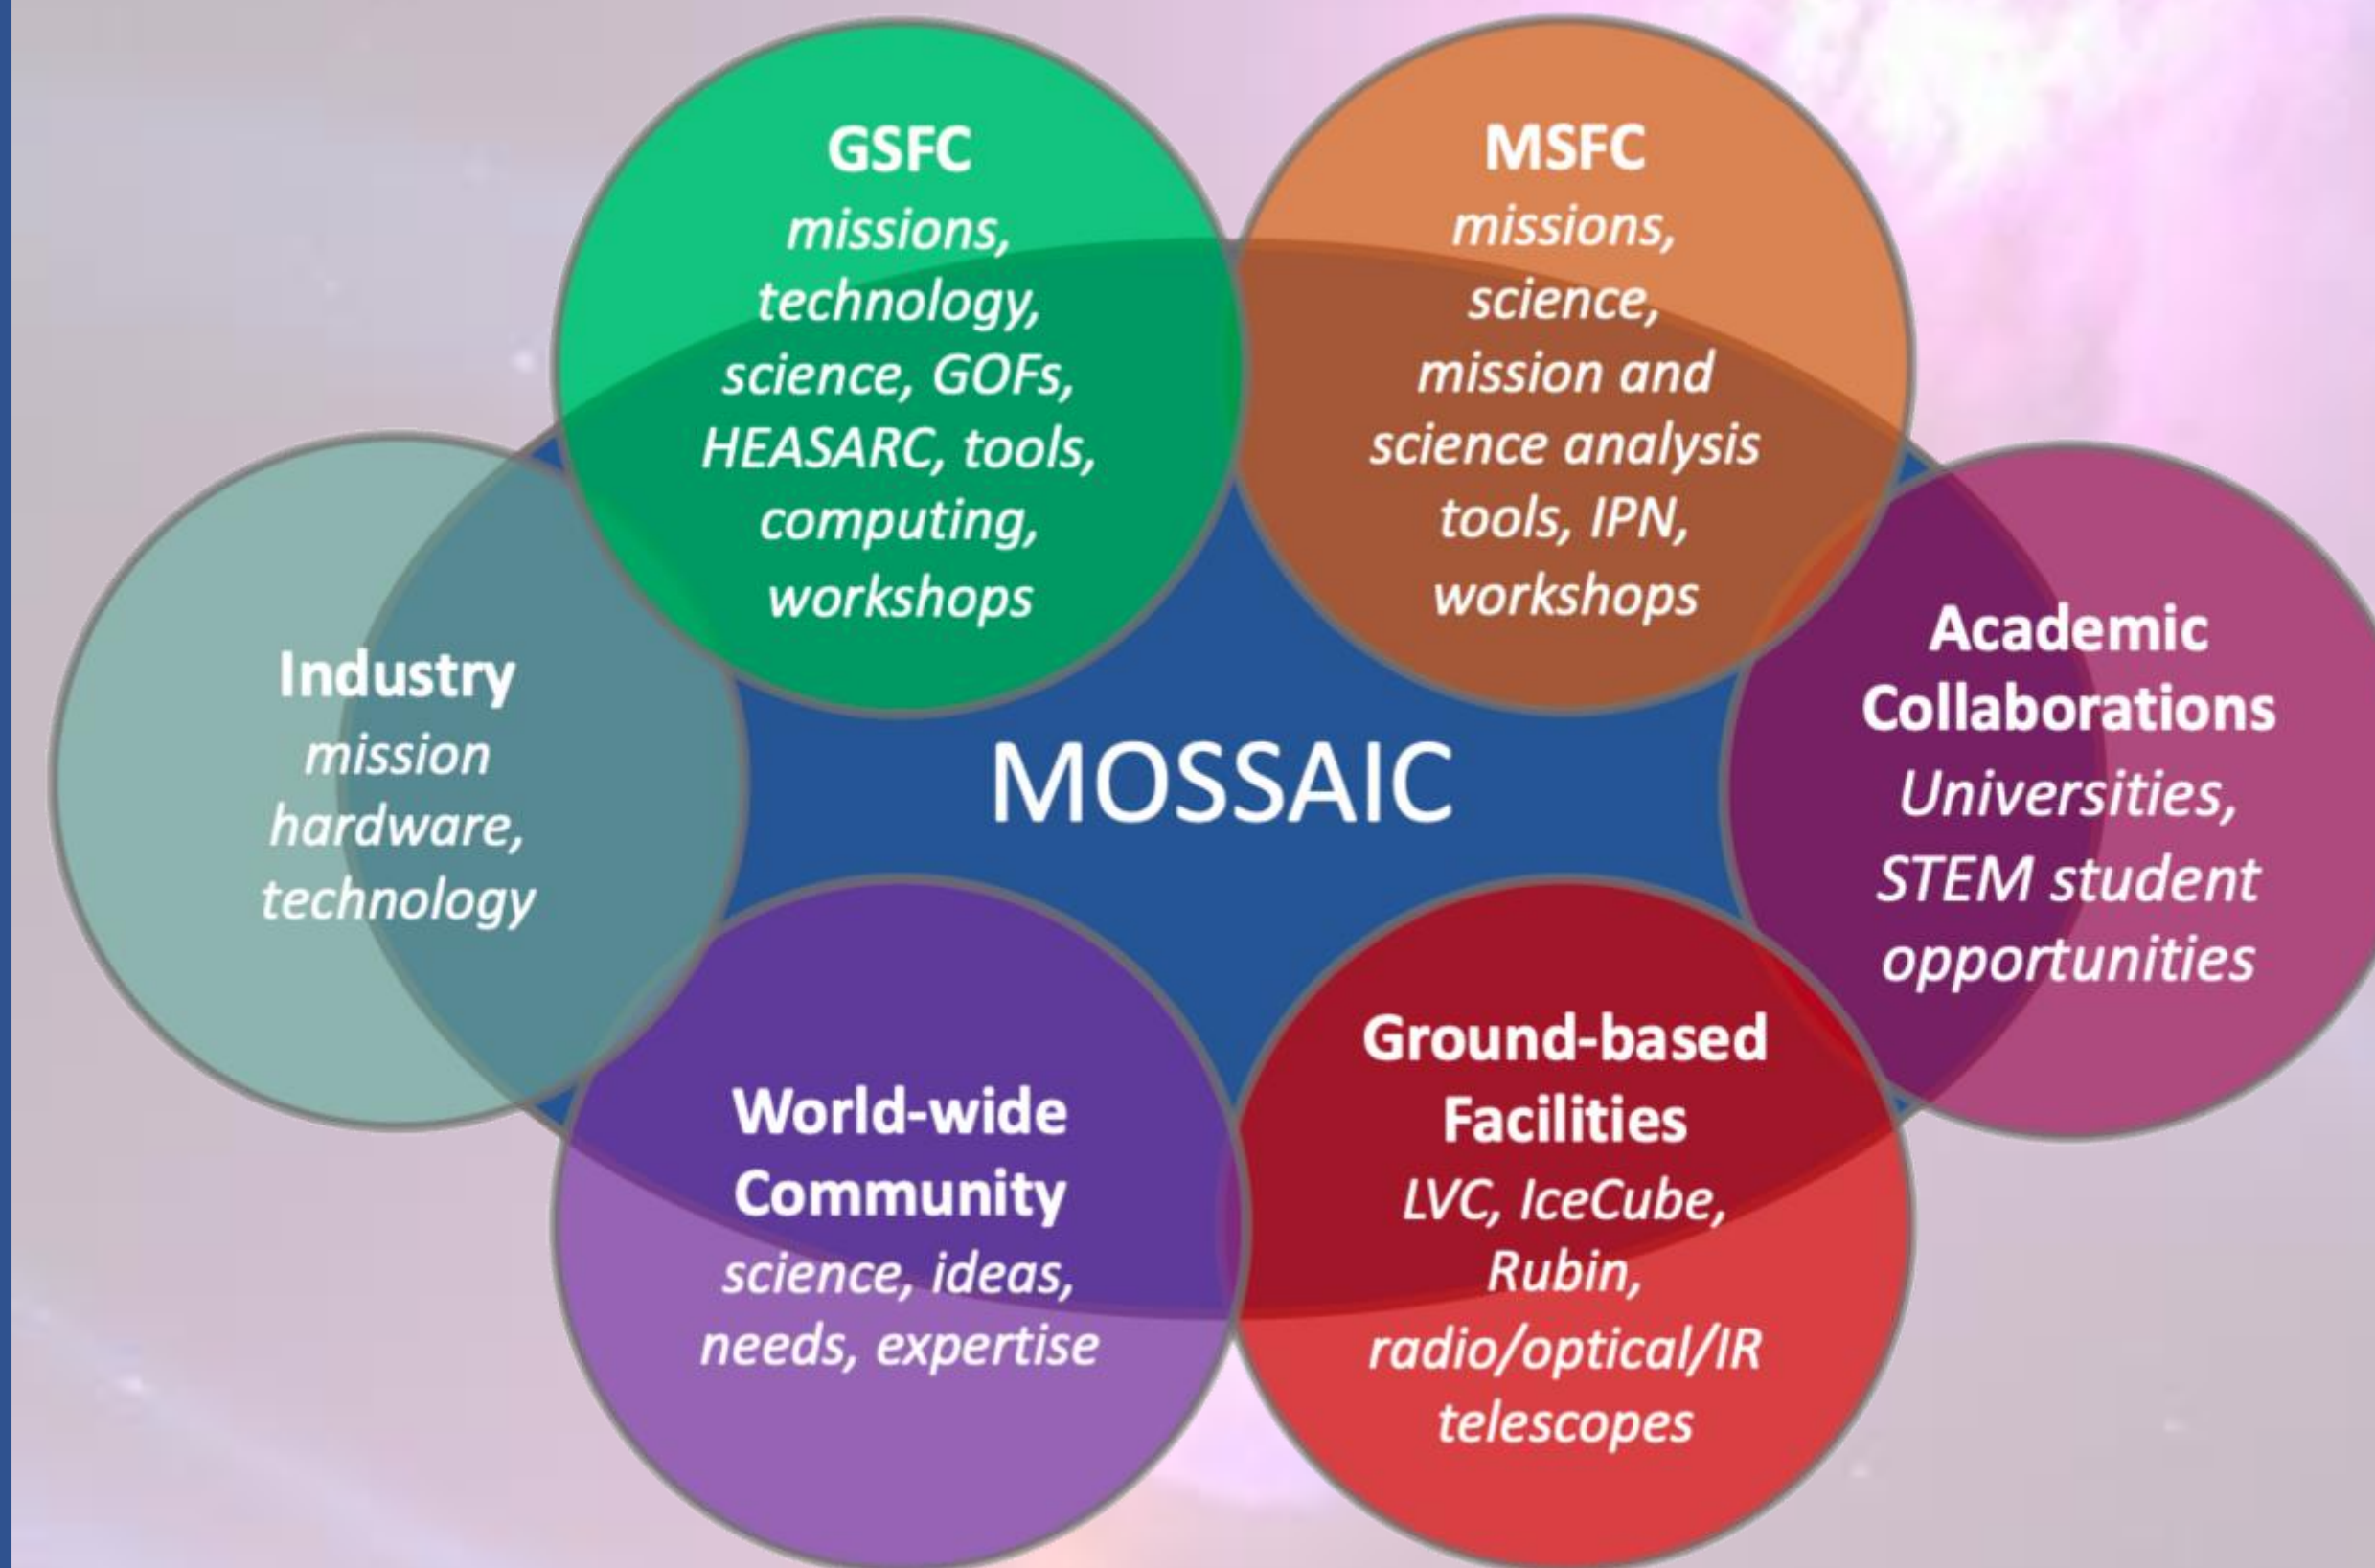 GSFC
missions,
technology,
science, GOFs,
HEASARC, tools,
computing,
workshops
MSFC
missions,
science,
mission and
science analysis
tools, IPN,
workshops
Industry
mission
hardware,
technology
MOSSAIC
Academic
Collaborations
Universities,
STEM student
opportunities
World-wide
Community
science, ideas,
needs, expertise
Ground-based
Facilities
LVC, IceCube,
Rubin,
radio/optical/IR
telescopes